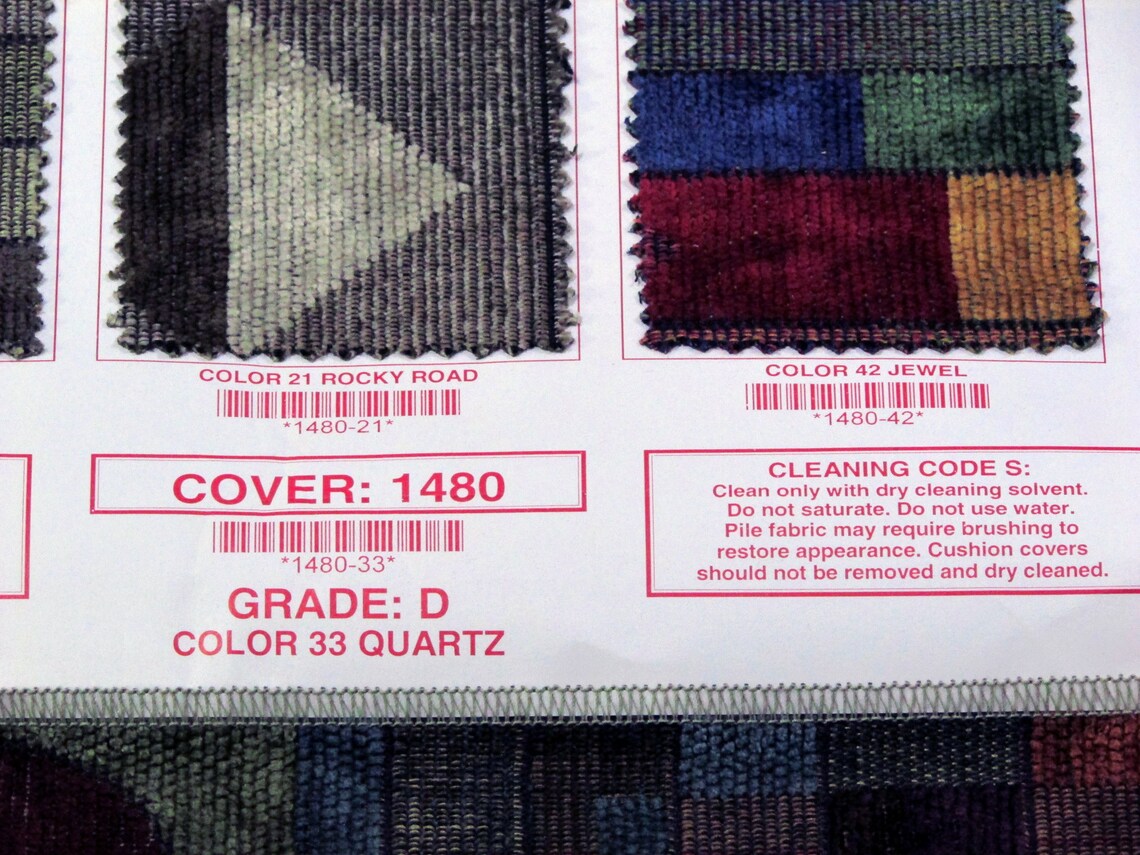 COLOR 21 ROCKY ROAD
*1480-21*
COLOR 42 JEWEL
*1480-42*
COVER: 1480
*1480-33*
GRADE: D
COLOR 33 QUARTZ
CLEANING CODE S:
Clean only with dry cleaning solvent.
Do not saturate. Do not use water.
Pile fabric may require brushing to
restore appearance. Cushion covers
should not be removed and dry cleaned.